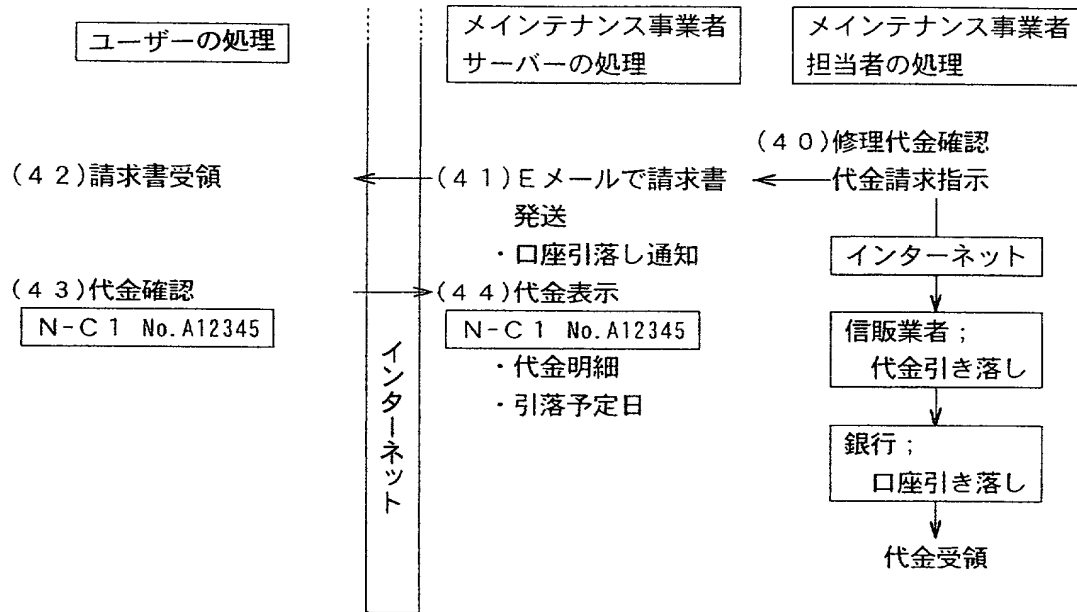 ユーザーの処理
メインテナンス事業者
サーバーの処理
メインテナンス事業者
担当者の処理
(40)修理代金確認
代金請求指示
(41)Eメールで請求書
発送
・口座引落し通知
(42)請求書受領
(43)代金確認
N-C1 No.A12345
(44)代金表示
N-C1 No.A12345
・代金明細
・引落予定日
インターネット
インターネット
信販業者;
代金引き落し
銀行;
口座引き落し
代金受領